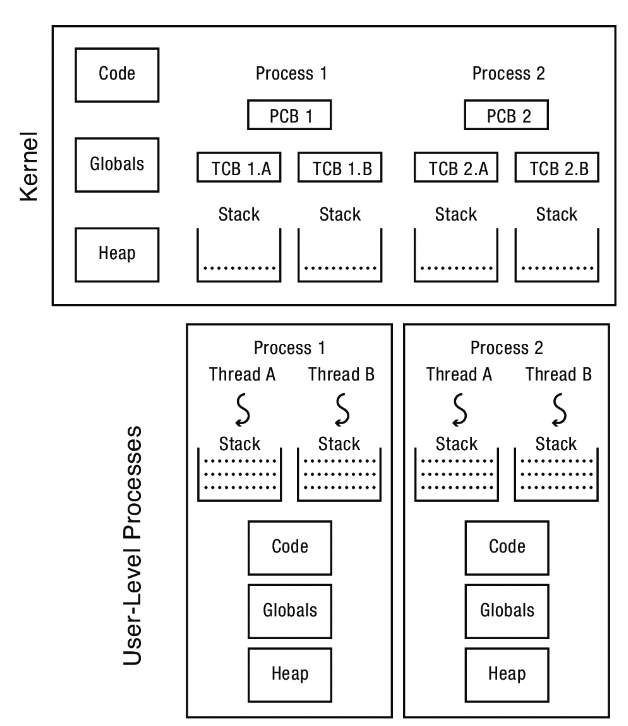 Kernel
Code
Process 1
Process 2
PCB 1
PCB 2
Globals
TCB 1.A
TCB 1.B
TCB 2.A
TCB 2.B
Stack
Stack
Stack
Stack
Heap
User-Level Processes
Process 1
Thread A
Thread B
Stack
Stack
Code
Globals
Heap
Process 2
Thread A
Thread B
Stack
Stack
Code
Globals
Heap